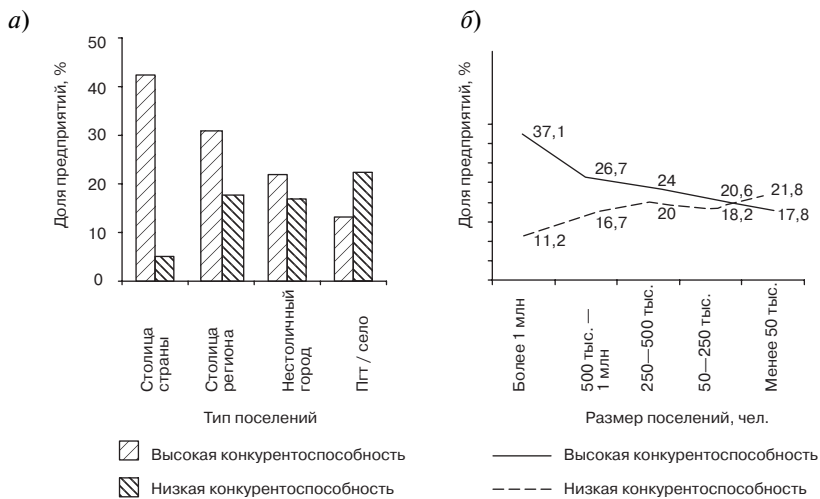 а)
Доля предприятий, %
50
40
30
20
10
0
Столица
страны
Столица
региона
Нестоличный
город
Пгт / село
Тип поселений
Высокая конкурентоспособность
Низкая конкурентоспособность
б)
Доля предприятий, %
37,1
26,7
24
20,6
21,8
11,2
16,7
20
18,2
17,8
Более 1 млн
500 тыс. —
1 млн
250—500 тыс.
50—250 тыс.
Менее 50 тыс.
Размер поселений, чел.
Высокая конкурентоспособность
Низкая конкурентоспособность